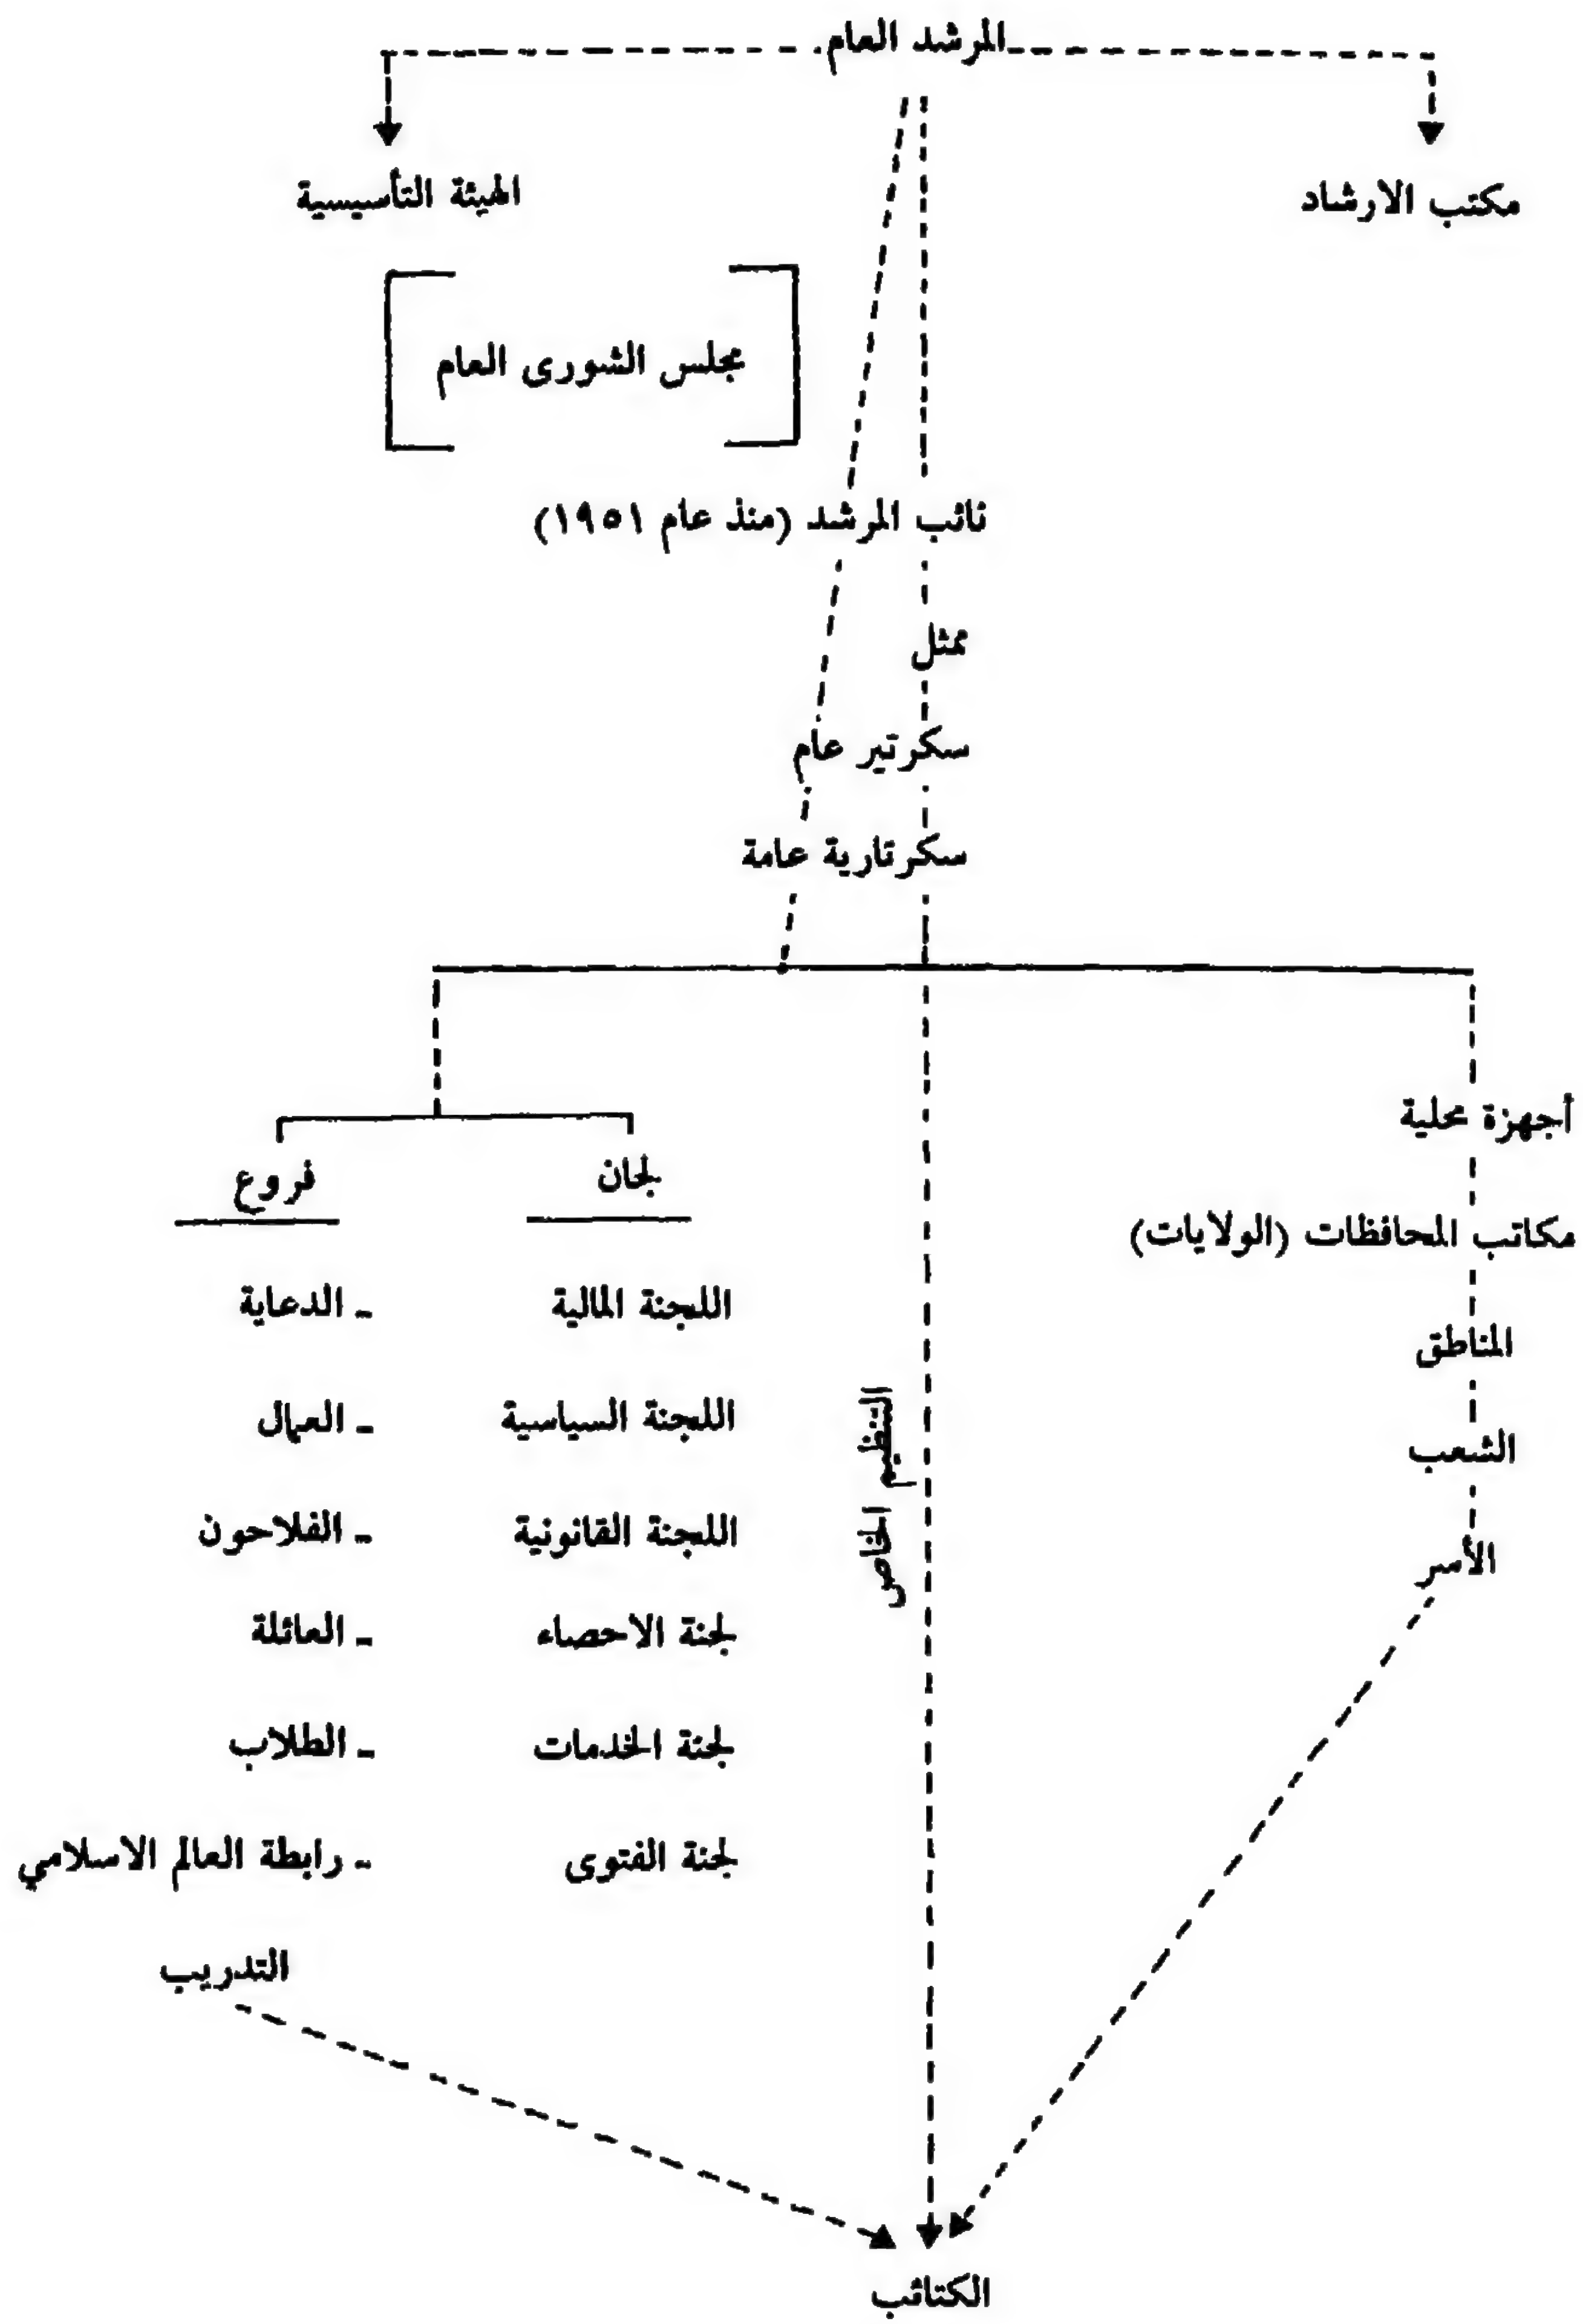 المرشد العام
مكتب الارشاد
الهيئة التأسيسية
مجلس الشورى العام
نائب المرشد (منذ عام ١٩٥١)
ممثل
سكرتير عام
سكرتارية عامة
أجهزة محلية
مكاتب المحافظات (الولايات)
المناطق
الشعب
الأسر
التنظيم الخاص
لجان
اللجنة المالية
اللجنة السياسية
اللجنة القانونية
لجنة الاحصاء
لجنة الخدمات
لجنة الفتوى
فروع
- الدعاية
- العمال
- الفلاحون
- العائلة
- الطلاب
- رابطة العالم الاسلامي
التدريب
الكتائب